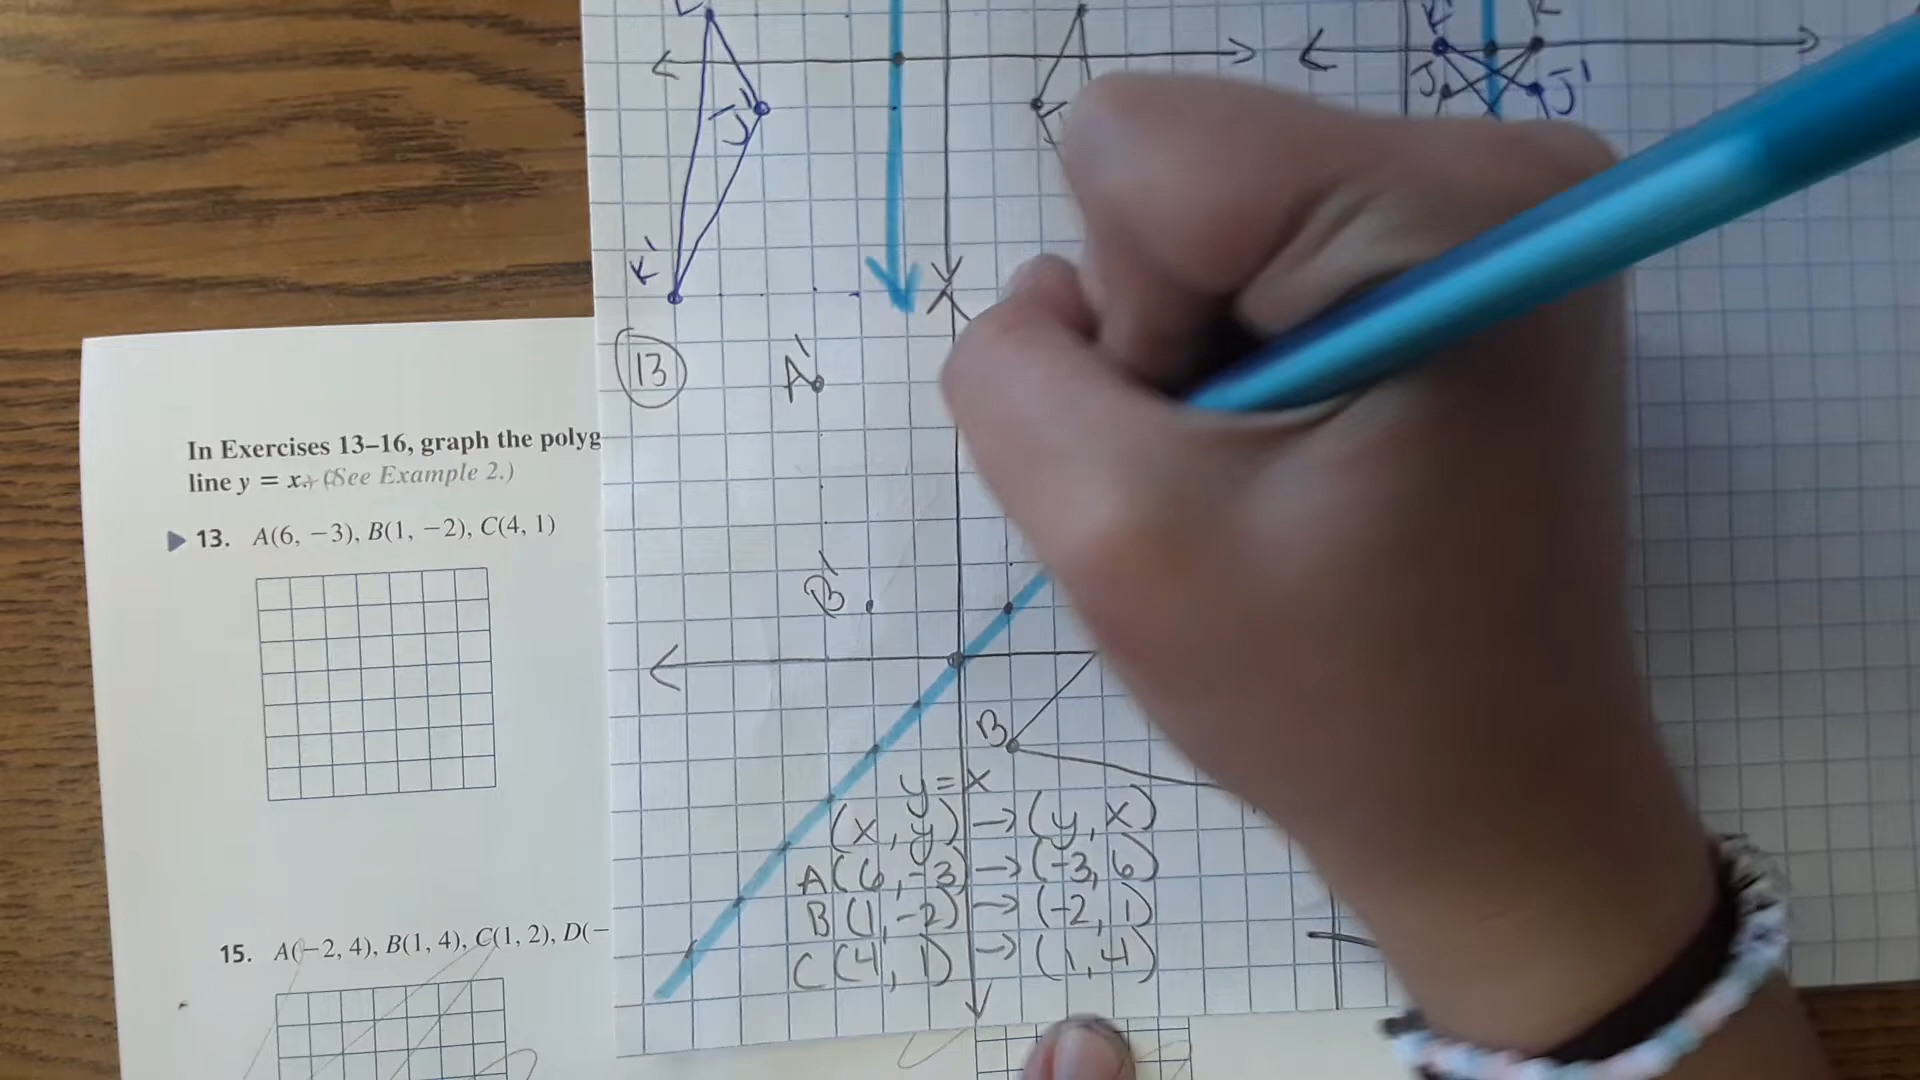 J'
K'
K'
K
J
J'
13
A'
B'
B
y=x
(x,y) → (y,x)
A(6,-3) → (-3,6)
B(1,-2) → (-2,1)
C(4,1) → (1,4)
In Exercises 13–16, graph the polyg
line y = x. (See Example 2.)
13. A(6, −3), B(1, −2), C(4, 1)
15. A(−2, 4), B(1, 4), C(1, 2), D(−